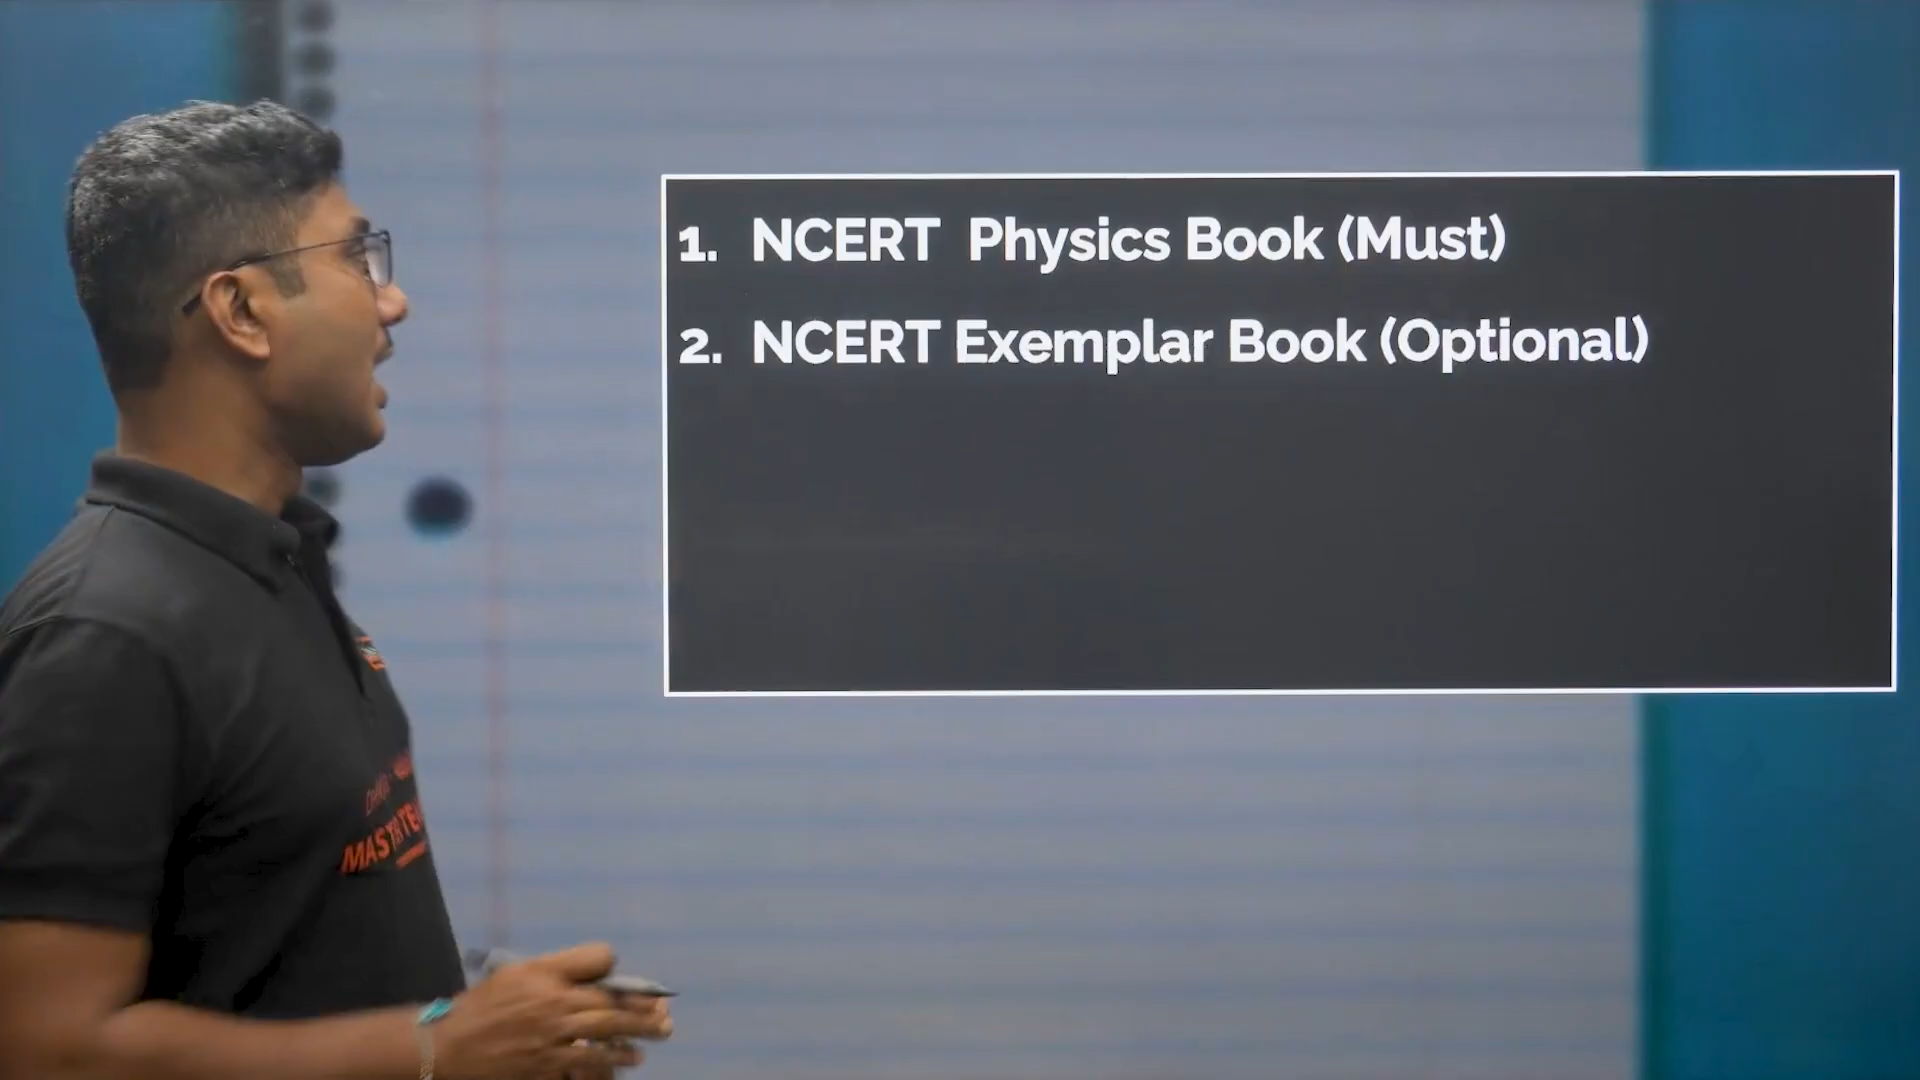 1. NCERT Physics Book (Must)
2. NCERT Exemplar Book (Optional)